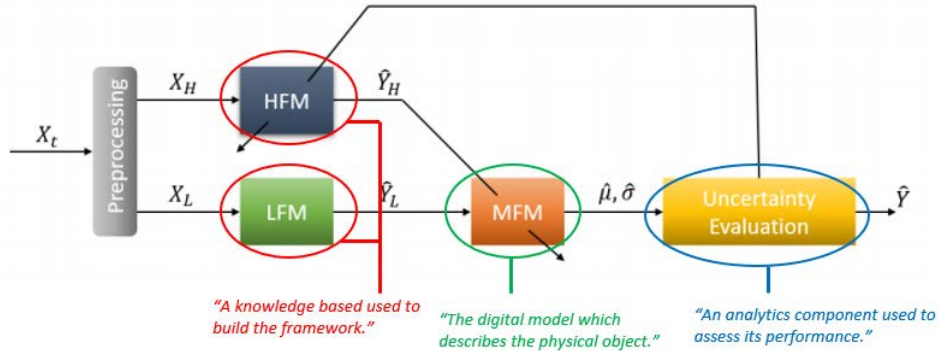 X_t
Preprocessing
X_H
HFM
Ŷ_H
X_L
LFM
Ŷ_L
MFM
μ̂, σ̂
Uncertainty
Evaluation
Ŷ
"A knowledge based used to
build the framework."
"The digital model which
describes the physical object."
"An analytics component used to
assess its performance."